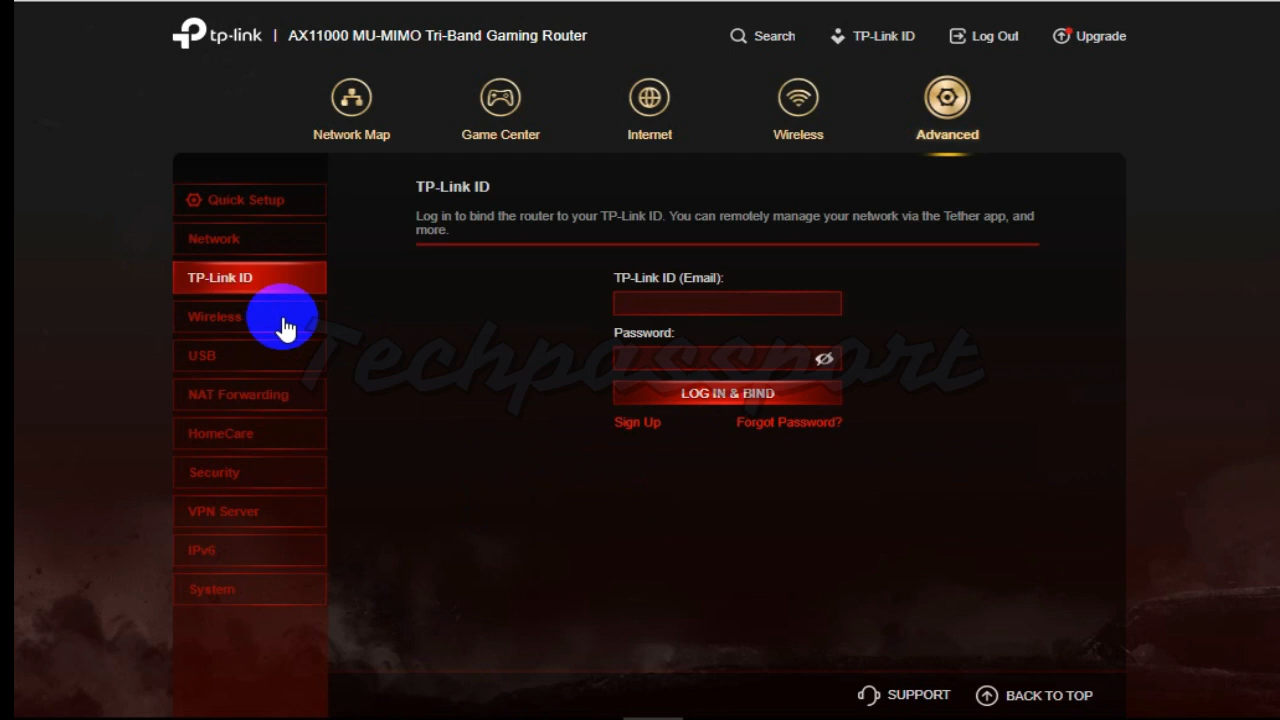 tp-link | AX11000 MU-MIMO Tri-Band Gaming Router
Search
TP-Link ID
Log Out
Upgrade
Network Map
Game Center
Internet
Wireless
Advanced
Quick Setup
Network
TP-Link ID
Wireless
USB
NAT Forwarding
HomeCare
Security
VPN Server
IPv6
System
TP-Link ID
Log in to bind the router to your TP-Link ID. You can remotely manage your network via the Tether app, and
more.
TP-Link ID (Email):
Password:
LOG IN & BIND
Sign Up
Forgot Password?
Techpassport
SUPPORT
BACK TO TOP